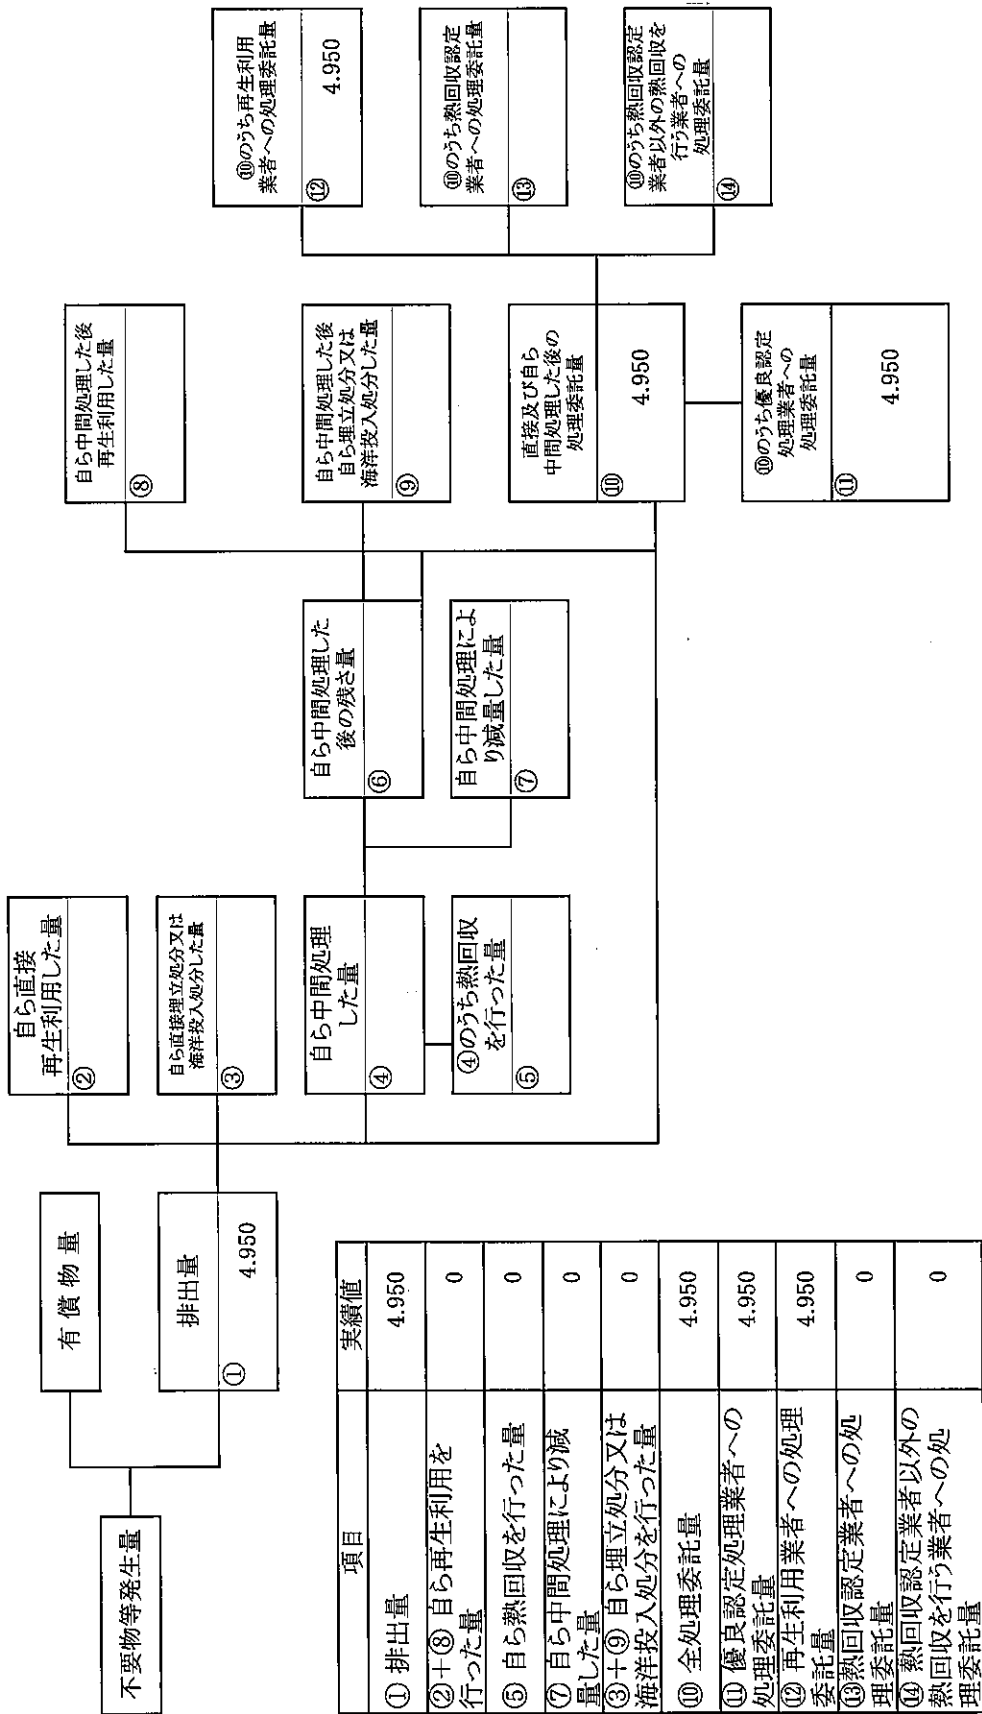 不要物等発生量
有償物量
排出量
①
4.950
自ら直接
再生利用した量
②
自ら直接埋立処分又は
海洋投入処分した量
③
自ら中間処理
した量
④
④のうち熱回収
を行った量
⑤
自ら中間処理した
後の残さ量
⑥
自ら中間処理によ
り減量した量
⑦
自ら中間処理した後
再生利用した量
⑧
自ら中間処理した後
自ら埋立処分又は
海洋投入処分した量
⑨
直接及び自ら
中間処理した後の
処理委託量
⑩
4.950
⑩のうち優良認定
処理業者への
処理委託量
⑪
4.950
⑩のうち再生利用
業者への処理委託量
⑫
4.950
⑩のうち熱回収認定
業者への処理委託量
⑬
⑩のうち熱回収認定
業者以外の熱回収を
行う業者への
処理委託量
⑭
項目 実績値
① 排出量 4.950
②+⑧ 自ら再生利用を
行った量 0
⑤ 自ら熱回収を行った量 0
⑦ 自ら中間処理により減
量した量 0
③+⑨ 自ら埋立処分又は
海洋投入処分を行った量 0
⑩ 全処理委託量 4.950
⑪ 優良認定処理業者への
処理委託量 4.950
⑫ 再生利用業者への処理
委託量 4.950
⑬熱回収認定業者への処
理委託量 0
⑭ 熱回収認定業者以外の
熱回収を行う業者への処
理委託量 0